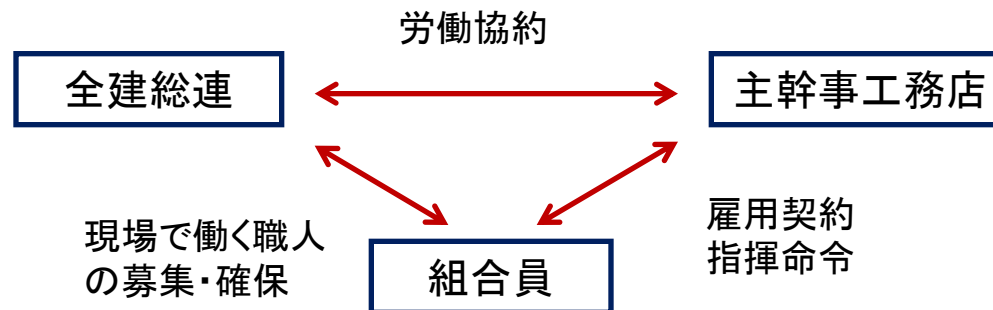 労働協約
全建総連
主幹事工務店
現場で働く職人
の募集・確保
雇用契約
指揮命令
組合員